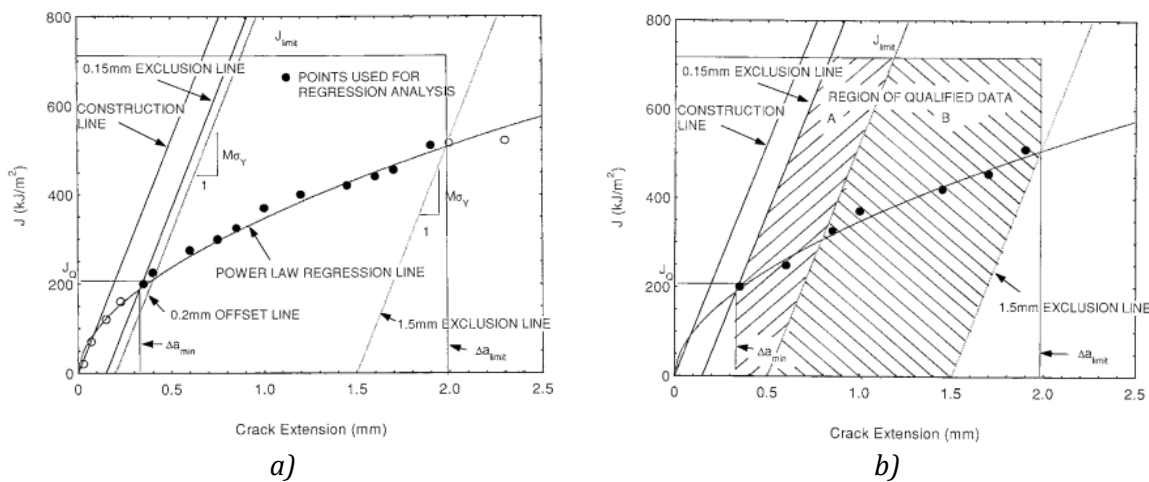 800
600
400
200
0
J (kJ/m²)
J_Q
J_limit
0.15mm EXCLUSION LINE
POINTS USED FOR
REGRESSION ANALYSIS
CONSTRUCTION
LINE
Mσ_Y
1
Mσ_Y
1
POWER LAW REGRESSION LINE
0.2mm OFFSET LINE
1.5mm EXCLUSION LINE
Δa_min
Δa_limit
0.0 0.5 1.0 1.5 2.0 2.5
Crack Extension (mm)
a)
800
600
400
200
0
J (kJ/m²)
J_Q
J_limit
0.15mm EXCLUSION LINE
REGION OF QUALIFIED DATA
A B
CONSTRUCTION
LINE
1.5mm EXCLUSION LINE
Δa_min
Δa_limit
0.0 0.5 1.0 1.5 2.0 2.5
Crack Extension (mm)
b)